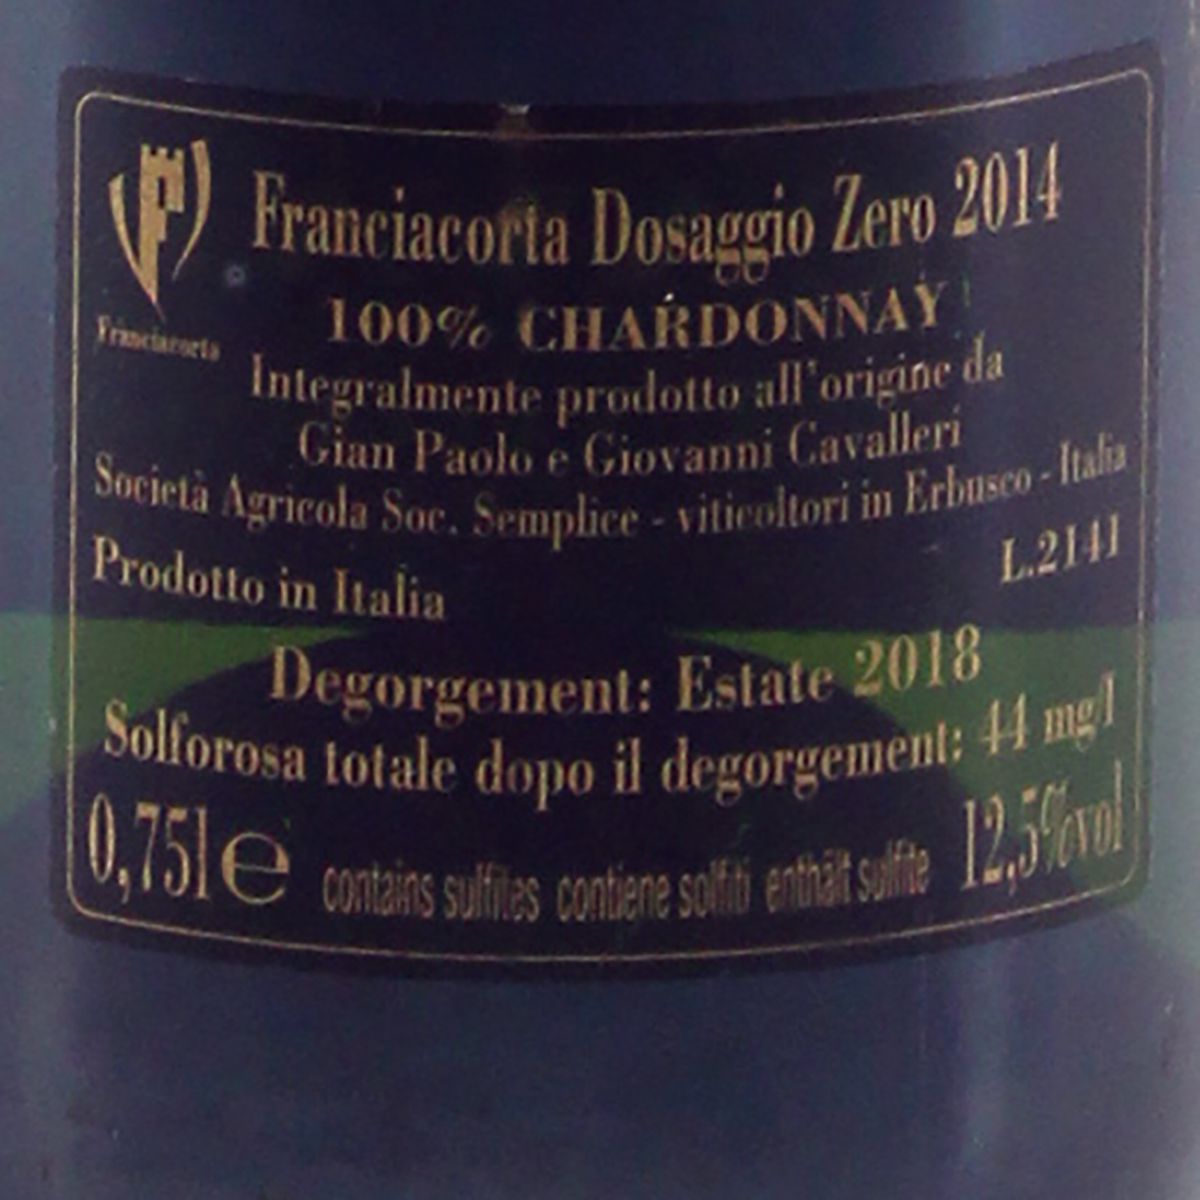 Franciacorta Dosaggio Zero 2014
Franciacorta
100% CHARDONNAY
Integralmente prodotto all'origine da
Gian Paolo e Giovanni Cavalleri
Società Agricola Soc. Semplice - viticoltori in Erbusco - Italia
Prodotto in Italia L.2141
Degorgement: Estate 2018
Solforosa totale dopo il degorgement: 44 mg/l
0,75l e contains sulfites contiene solfiti enthält sulfite 12,5%vol